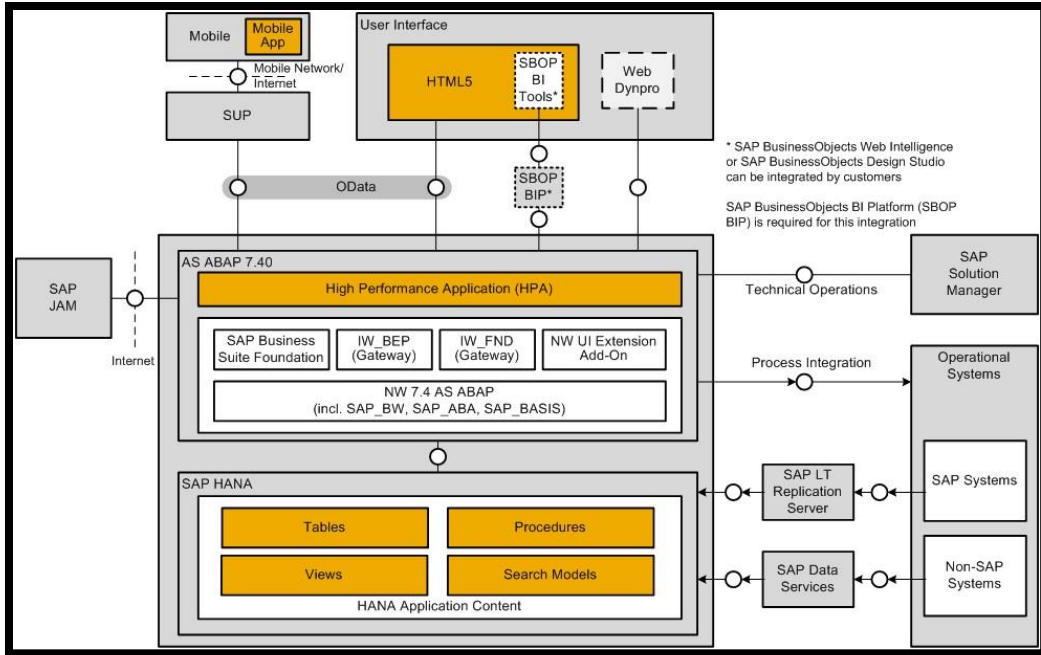 Mobile
Mobile
App
Mobile Network/
Internet
SUP
User Interface
HTML5
SBOP
BI
Tools*
Web
Dynpro
OData
SBOP
BIP*
* SAP BusinessObjects Web Intelligence
or SAP BusinessObjects Design Studio
can be integrated by customers
SAP BusinessObjects BI Platform (SBOP
BIP) is required for this integration
SAP
JAM
Internet
AS ABAP 7.40
High Performance Application (HPA)
SAP Business
Suite Foundation
IW_BEP
(Gateway)
IW_FND
(Gateway)
NW UI Extension
Add-On
NW 7.4 AS ABAP
(incl. SAP_BW, SAP_ABA, SAP_BASIS)
Technical Operations
SAP
Solution
Manager
Process Integration
Operational
Systems
SAP HANA
Tables
Procedures
Views
Search Models
HANA Application Content
SAP LT
Replication
Server
SAP Systems
SAP Data
Services
Non-SAP
Systems